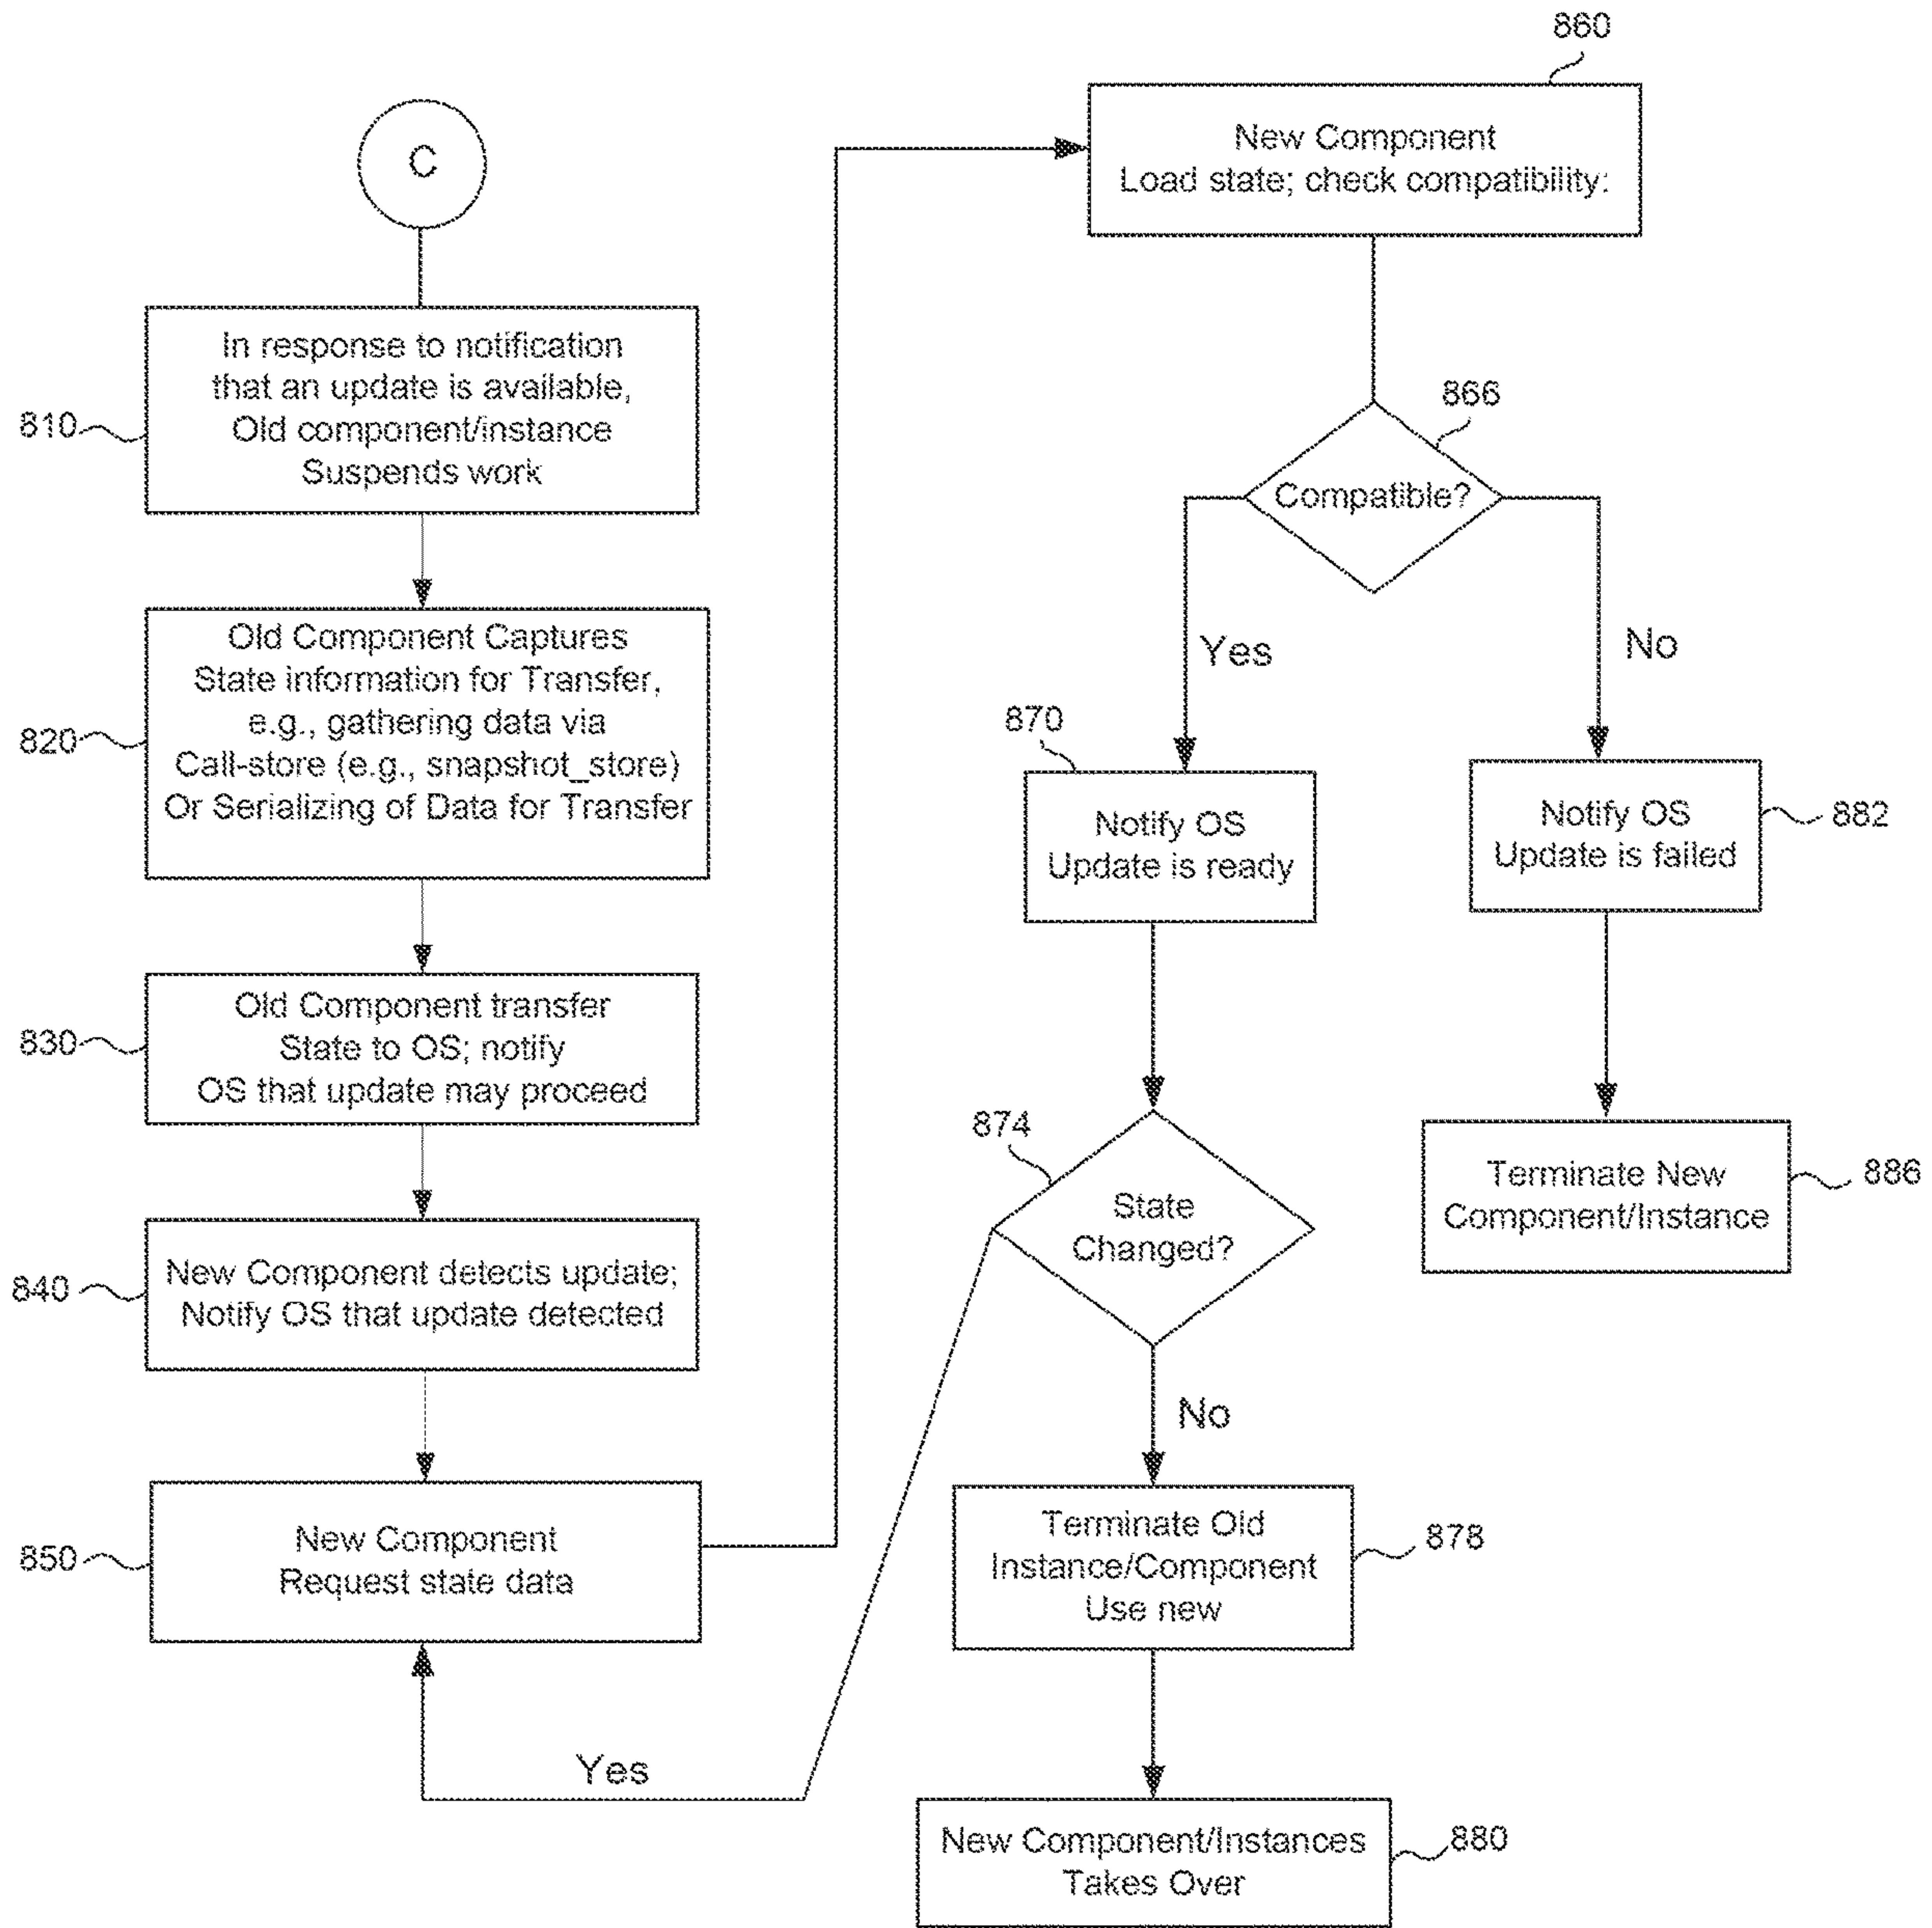 C
In response to notification
that an update is available,
Old component/instance
Suspends work
810
Old Component Captures
State information for Transfer,
e.g., gathering data via
Call-store (e.g., snapshot_store)
Or Serializing of Data for Transfer
820
Old Component transfer
State to OS; notify
OS that update may proceed
830
New Component detects update;
Notify OS that update detected
840
New Component
Request state data
850
860
New Component
Load state; check compatibility:
866
Compatible?
Yes
No
870
Notify OS
Update is ready
Notify OS
Update is failed
882
874
State
Changed?
Terminate New
Component/Instance
886
No
Yes
Terminate Old
Instance/Component
Use new
878
New Component/Instances
Takes Over
880